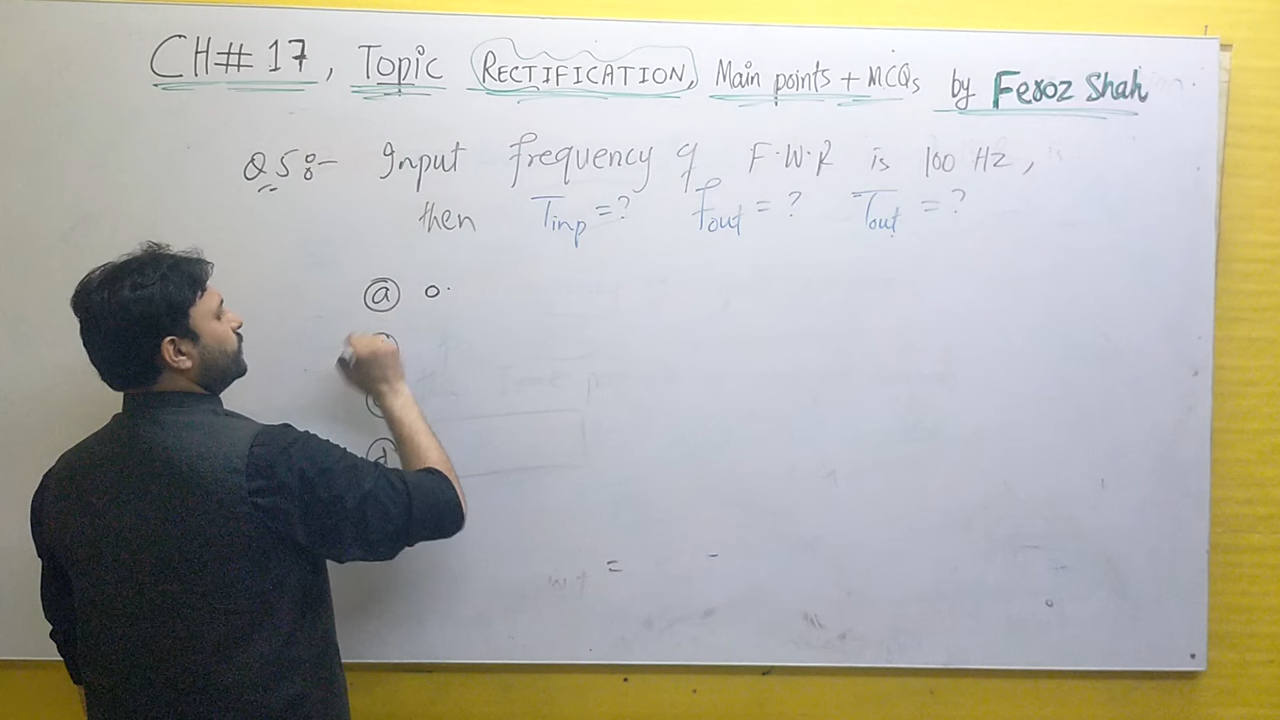 CH# 17, Topic RECTIFICATION, Main points + MCQs by Feroz Shah
Q5:- Input frequency of F.W.R is 100 Hz,
then Tinp = ? Fout = ? Tout = ?
(a) 0.
(d)